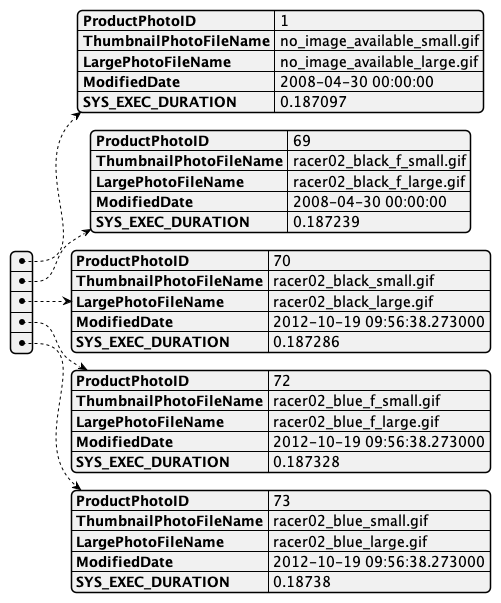 ProductPhotoID 1
ThumbnailPhotoFileName no_image_available_small.gif
LargePhotoFileName no_image_available_large.gif
ModifiedDate 2008-04-30 00:00:00
SYS_EXEC_DURATION 0.187097
ProductPhotoID 69
ThumbnailPhotoFileName racer02_black_f_small.gif
LargePhotoFileName racer02_black_f_large.gif
ModifiedDate 2008-04-30 00:00:00
SYS_EXEC_DURATION 0.187239
ProductPhotoID 70
ThumbnailPhotoFileName racer02_black_small.gif
LargePhotoFileName racer02_black_large.gif
ModifiedDate 2012-10-19 09:56:38.273000
SYS_EXEC_DURATION 0.187286
ProductPhotoID 72
ThumbnailPhotoFileName racer02_blue_f_small.gif
LargePhotoFileName racer02_blue_f_large.gif
ModifiedDate 2012-10-19 09:56:38.273000
SYS_EXEC_DURATION 0.187328
ProductPhotoID 73
ThumbnailPhotoFileName racer02_blue_small.gif
LargePhotoFileName racer02_blue_large.gif
ModifiedDate 2012-10-19 09:56:38.273000
SYS_EXEC_DURATION 0.18738